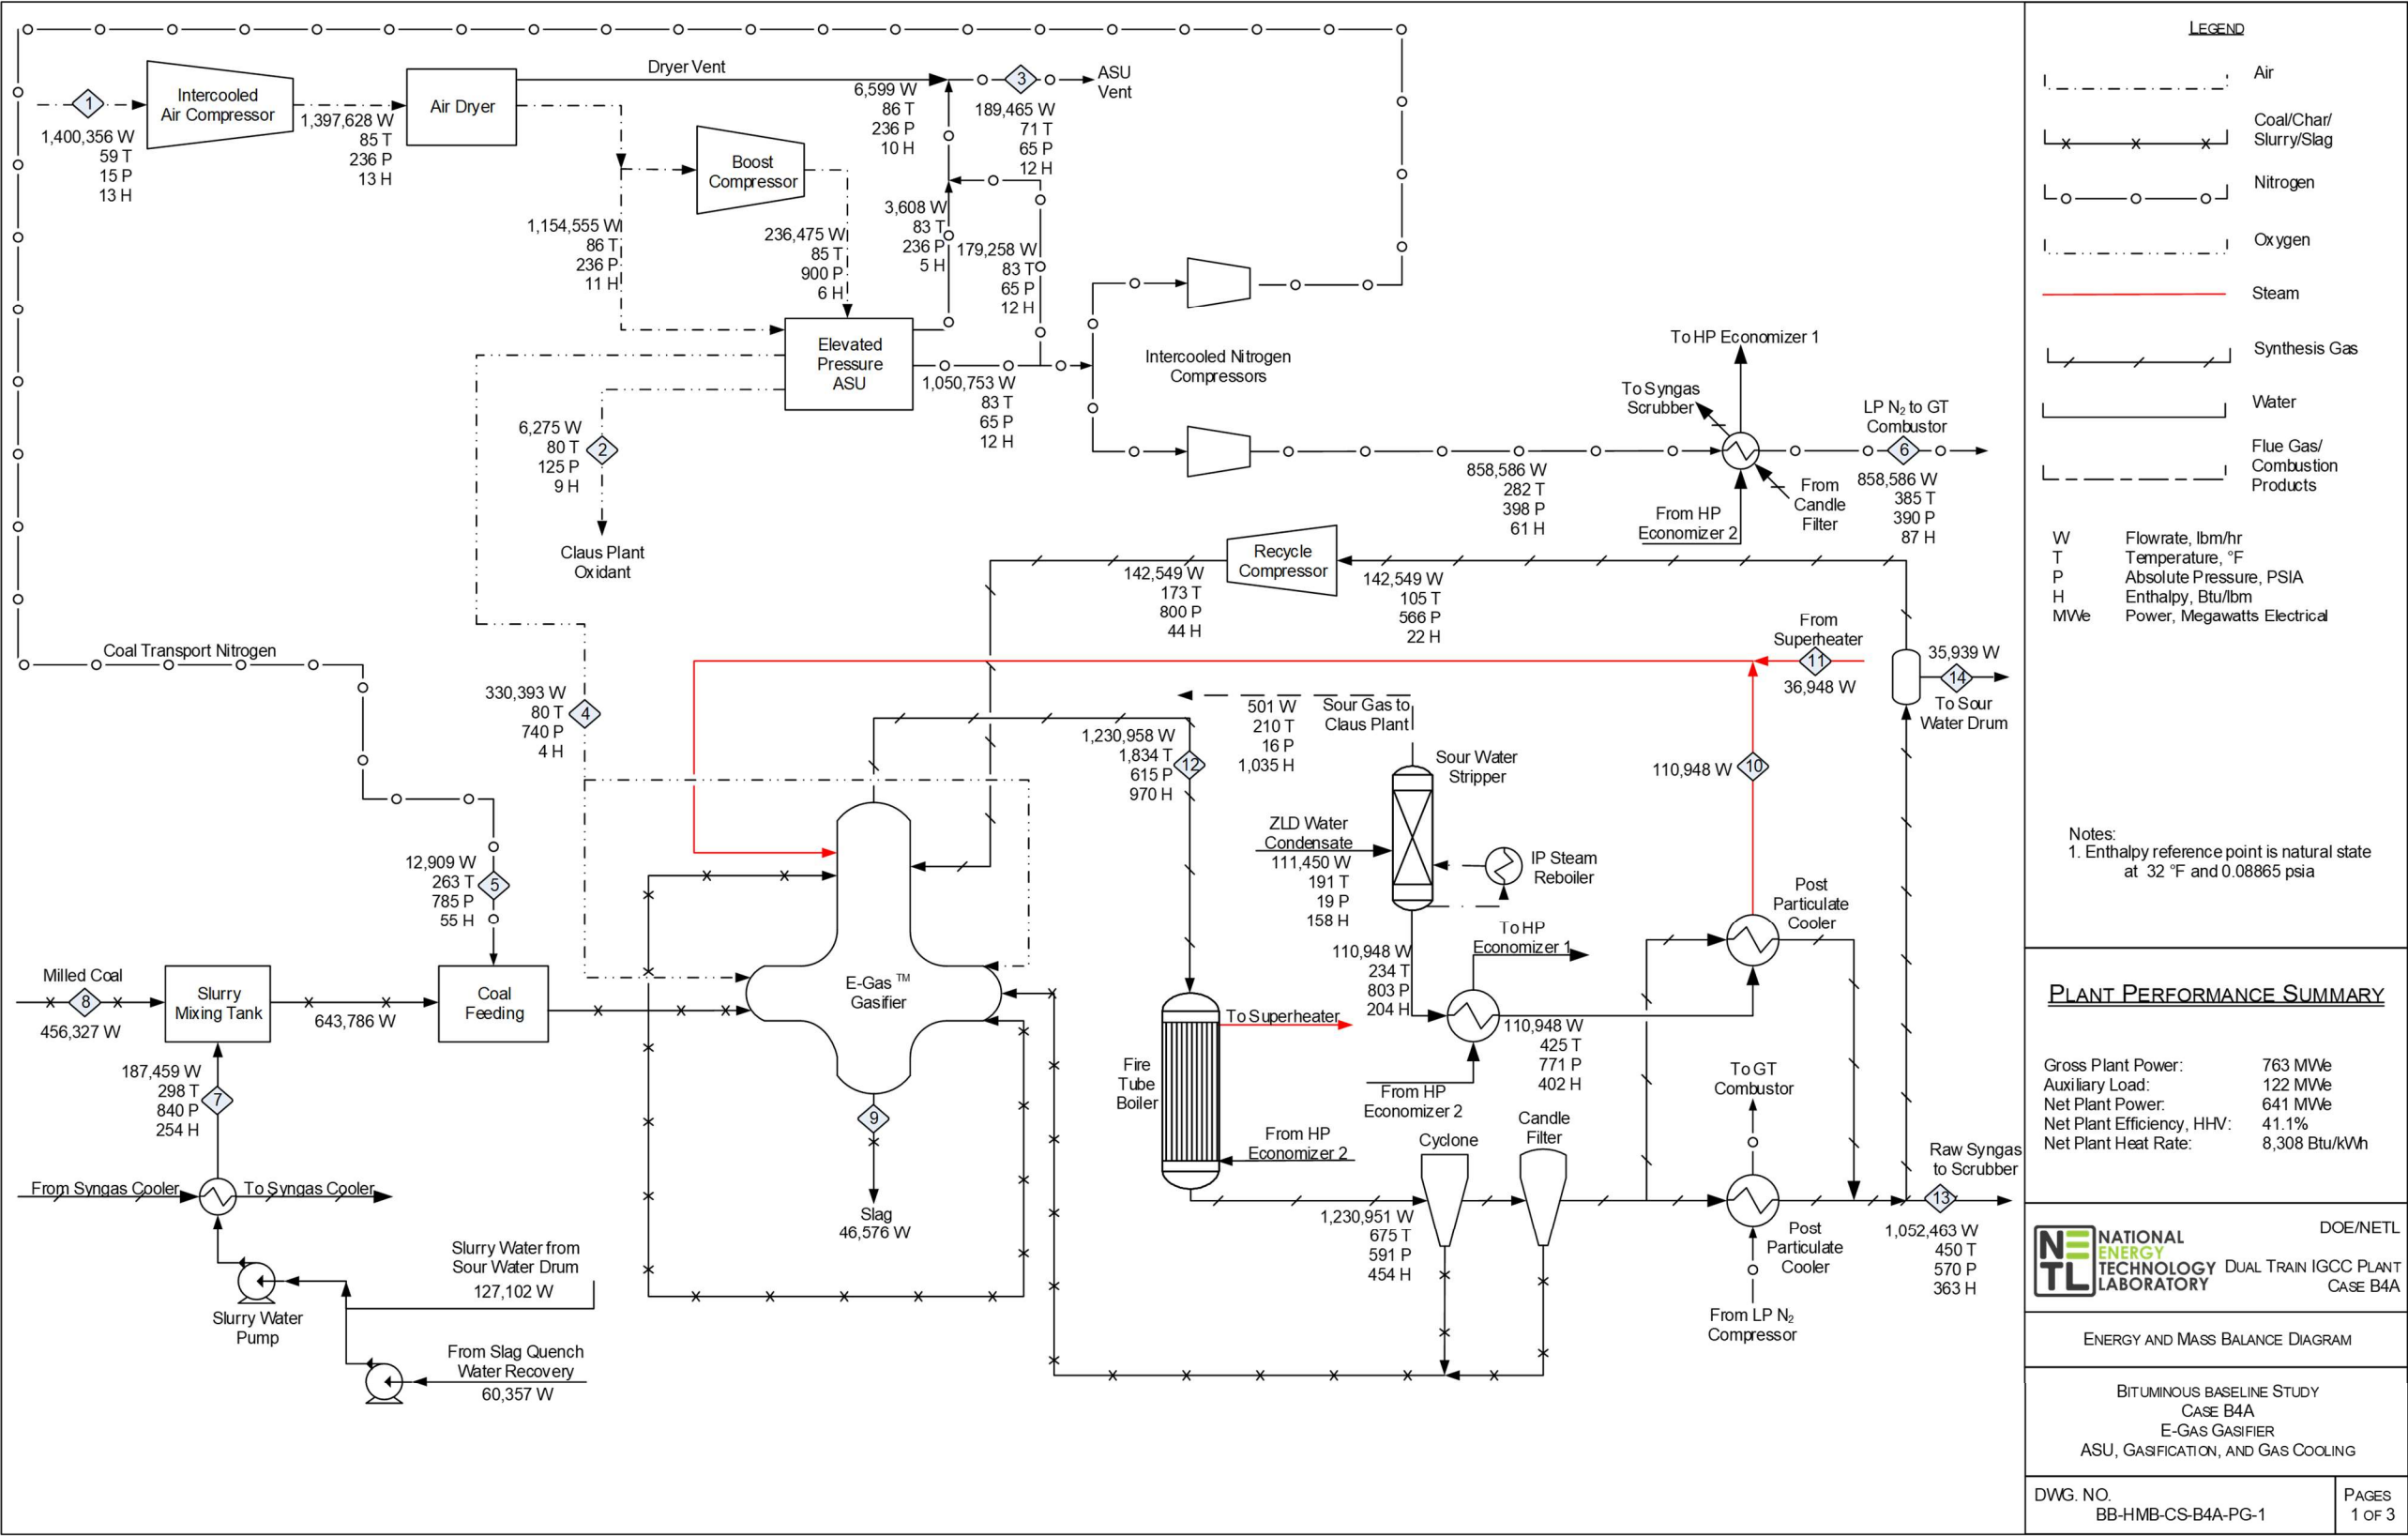 Dryer Vent
1
1,400,356 W
59 T
15 P
13 H
Intercooled
Air Compressor
1,397,628 W
85 T
236 P
13 H
Air Dryer
6,599 W
86 T
236 P
10 H
3
ASU
Vent
189,465 W
71 T
65 P
12 H
Boost
Compressor
1,154,555 W
86 T
236 P
11 H
236,475 W
85 T
900 P
6 H
3,608 W
83 T
236 P
5 H
179,258 W
83 T
65 P
12 H
Elevated
Pressure
ASU
1,050,753 W
83 T
65 P
12 H
Intercooled Nitrogen
Compressors
6,275 W
80 T
125 P
9 H
2
Claus Plant
Oxidant
To HP Economizer 1
To Syngas
Scrubber
LP N2 to GT
Combustor
6
858,586 W
282 T
398 P
61 H
From
Candle
Filter
From HP
Economizer 2
858,586 W
385 T
390 P
87 H
Recycle
Compressor
142,549 W
173 T
800 P
44 H
142,549 W
105 T
566 P
22 H
Coal Transport Nitrogen
330,393 W
80 T
740 P
4 H
4
From
Superheater
11
36,948 W
35,939 W
14
To Sour
Water Drum
501 W
210 T
16 P
1,035 H
Sour Gas to
Claus Plant
1,230,958 W
1,834 T
615 P
970 H
12
Sour Water
Stripper
110,948 W
10
ZLD Water
Condensate
111,450 W
191 T
19 P
158 H
IP Steam
Reboiler
12,909 W
263 T
785 P
55 H
5
Post
Particulate
Cooler
To HP
Economizer 1
110,948 W
234 T
803 P
204 H
110,948 W
425 T
771 P
402 H
From HP
Economizer 2
Milled Coal
8
456,327 W
Slurry
Mixing Tank
643,786 W
Coal
Feeding
E-Gas TM
Gasifier
187,459 W
298 T
840 P
254 H
7
9
Slag
46,576 W
To Superheater
Fire
Tube
Boiler
From HP
Economizer 2
Cyclone
Candle
Filter
To GT
Combustor
1,230,951 W
675 T
591 P
454 H
Post
Particulate
Cooler
From LP N2
Compressor
Raw Syngas
to Scrubber
13
1,052,463 W
450 T
570 P
363 H
From Syngas Cooler
To Syngas Cooler
Slurry Water from
Sour Water Drum
127,102 W
Slurry Water
Pump
From Slag Quench
Water Recovery
60,357 W
LEGEND
Air
Coal/Char/
Slurry/Slag
Nitrogen
Oxygen
Steam
Synthesis Gas
Water
Flue Gas/
Combustion
Products
W Flowrate, lbm/hr
T Temperature, °F
P Absolute Pressure, PSIA
H Enthalpy, Btu/lbm
MWe Power, Megawatts Electrical
Notes:
1. Enthalpy reference point is natural state
at 32 °F and 0.08865 psia
PLANT PERFORMANCE SUMMARY
Gross Plant Power: 763 MWe
Auxiliary Load: 122 MWe
Net Plant Power: 641 MWe
Net Plant Efficiency, HHV: 41.1%
Net Plant Heat Rate: 8,308 Btu/kWh
NETL
NATIONAL
ENERGY
TECHNOLOGY
LABORATORY
DOE/NETL
DUAL TRAIN IGCC PLANT
CASE B4A
ENERGY AND MASS BALANCE DIAGRAM
BITUMINOUS BASELINE STUDY
CASE B4A
E-GAS GASIFIER
ASU, GASIFICATION, AND GAS COOLING
DWG. NO.
BB-HMB-CS-B4A-PG-1
PAGES
1 OF 3